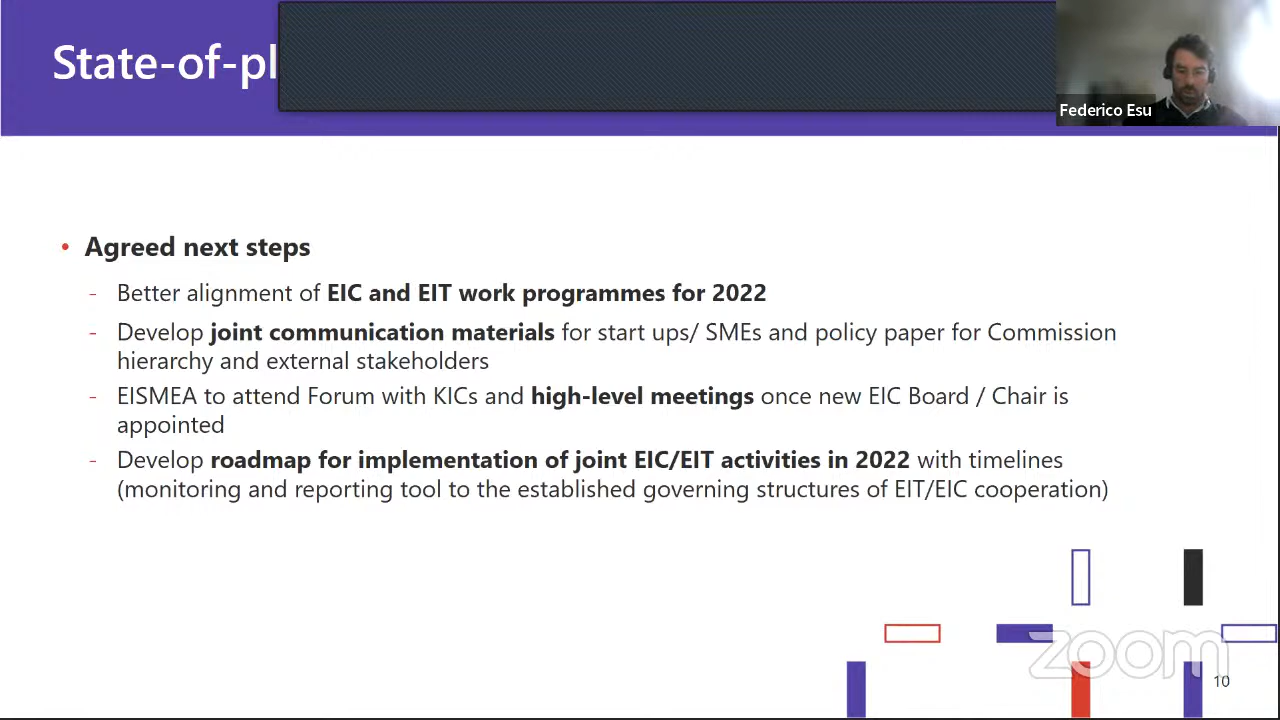 State-of-pl
Federico Esu
• Agreed next steps
- Better alignment of EIC and EIT work programmes for 2022
- Develop joint communication materials for start ups/ SMEs and policy paper for Commission
hierarchy and external stakeholders
- EISMEA to attend Forum with KICs and high-level meetings once new EIC Board / Chair is
appointed
- Develop roadmap for implementation of joint EIC/EIT activities in 2022 with timelines
(monitoring and reporting tool to the established governing structures of EIT/EIC cooperation)
zoom
10